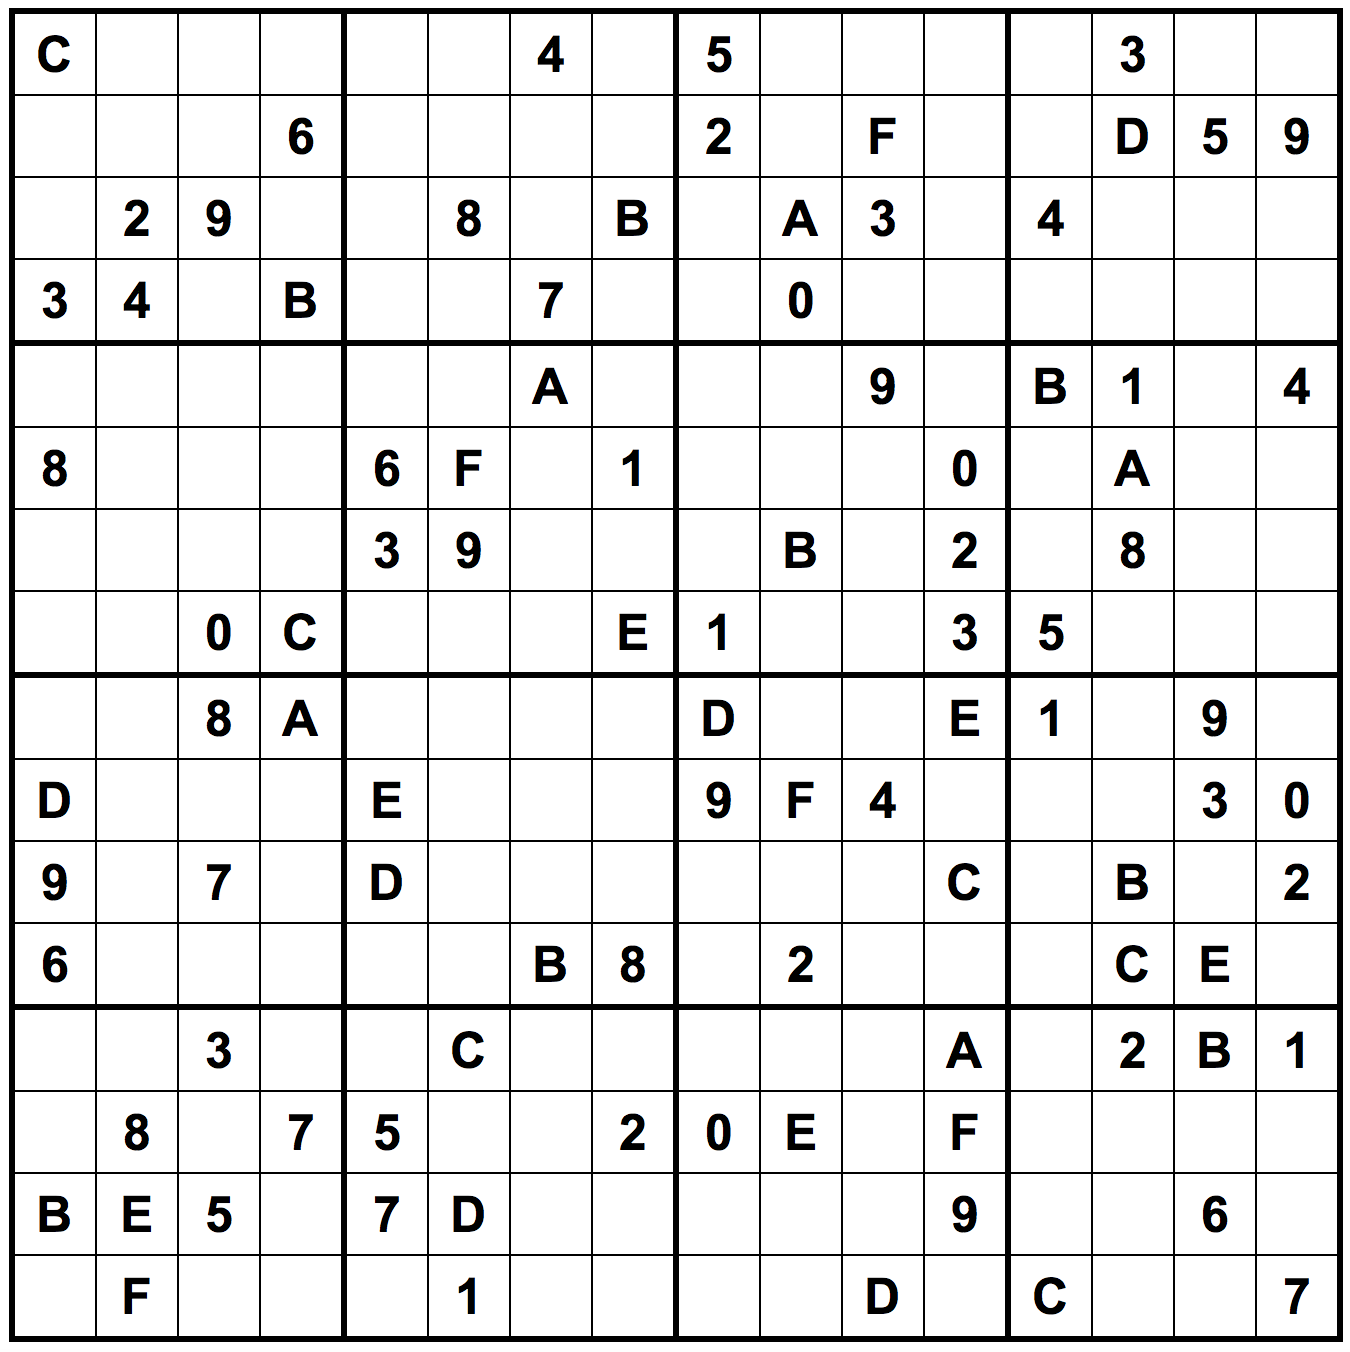 C 4 5 3
6 2 F D 5 9
2 9 8 B A 3 4
3 4 B 7 0
A 9 B 1 4
8 6 F 1 0 A
3 9 B 2 8
0 C E 1 3 5
8 A D E 1 9
D E 9 F 4 3 0
9 7 D C B 2
6 B 8 2 C E
3 C A 2 B 1
8 7 5 2 0 E F
B E 5 7 D 9 6
F 1 D C 7